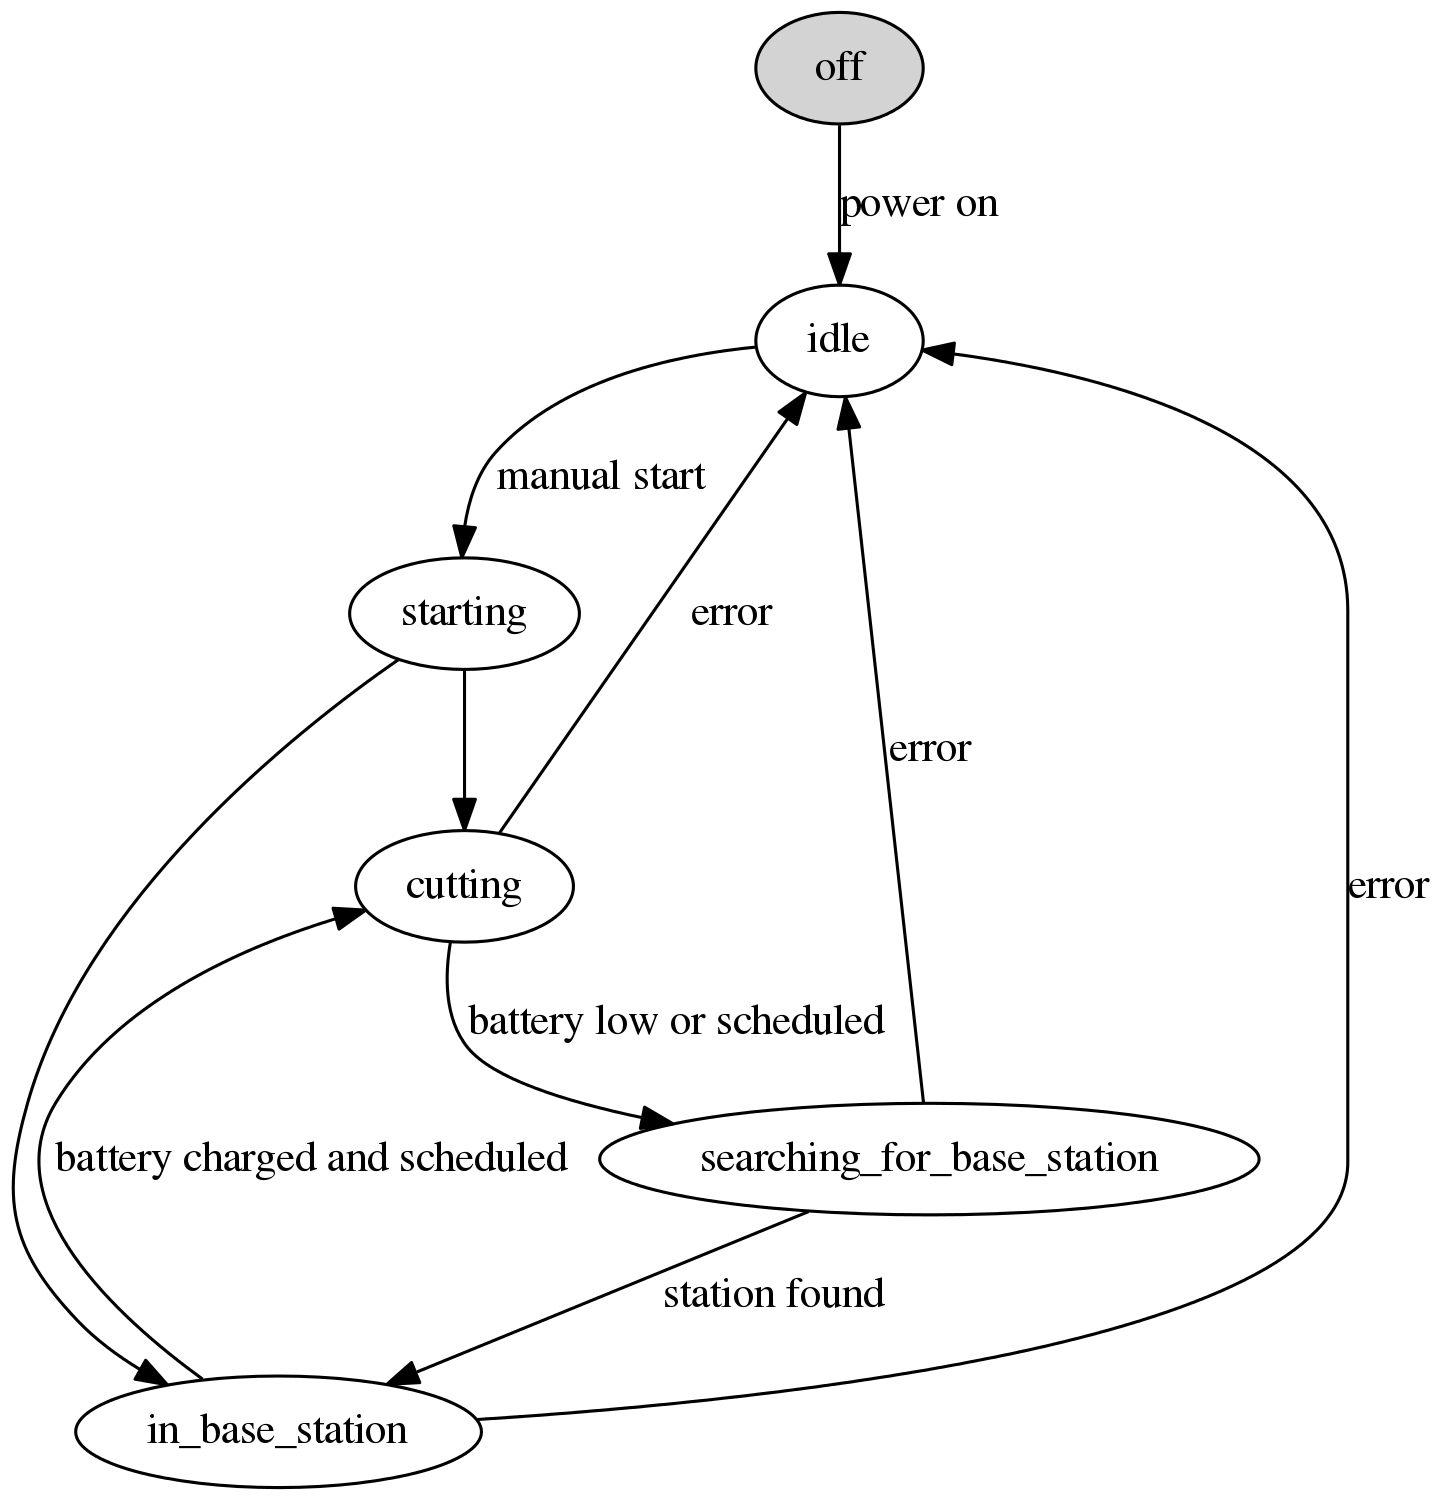 off
power on
idle
manual start
starting
error
error
cutting
error
battery low or scheduled
battery charged and scheduled
searching_for_base_station
station found
in_base_station